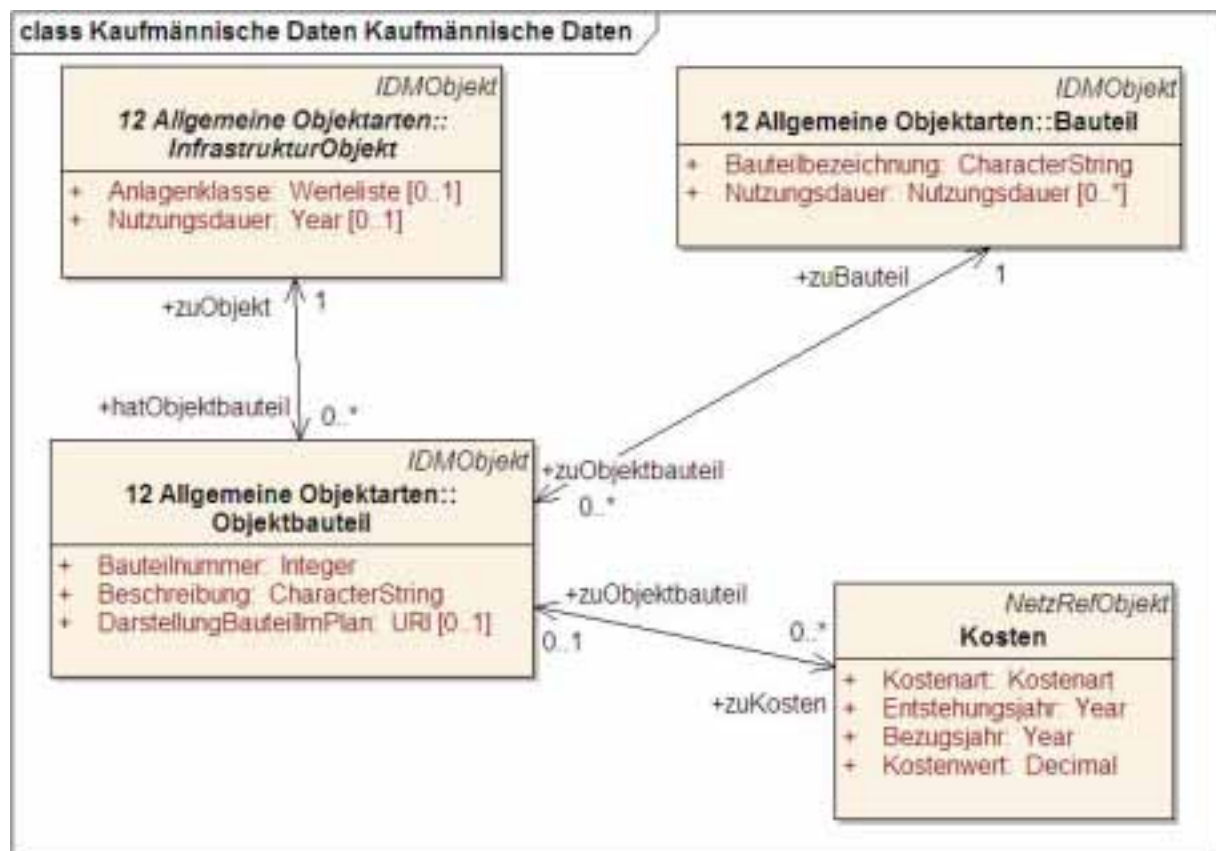 class Kaufmännische Daten Kaufmännische Daten
IDMObjekt
12 Allgemeine Objektarten::
InfrastrukturObjekt
+ Anlagenklasse: Werteliste [0..1]
+ Nutzungsdauer: Year [0..1]
IDMObjekt
12 Allgemeine Objektarten::Bauteil
+ Bauteilbezeichnung: CharacterString
+ Nutzungsdauer: Nutzungsdauer [0..*]
+zuObjekt
1
+zuBauteil
1
+hatObjektbauteil
0..*
IDMObjekt
12 Allgemeine Objektarten::
Objektbauteil
+ Bauteilnummer: Integer
+ Beschreibung: CharacterString
+ DarstellungBauteilImPlan: URI [0..1]
+zuObjektbauteil
0..*
+zuObjektbauteil
0..1
0..*
+zuKosten
NetzRefObjekt
Kosten
+ Kostenart: Kostenart
+ Entstehungsjahr: Year
+ Bezugsjahr: Year
+ Kostenwert: Decimal